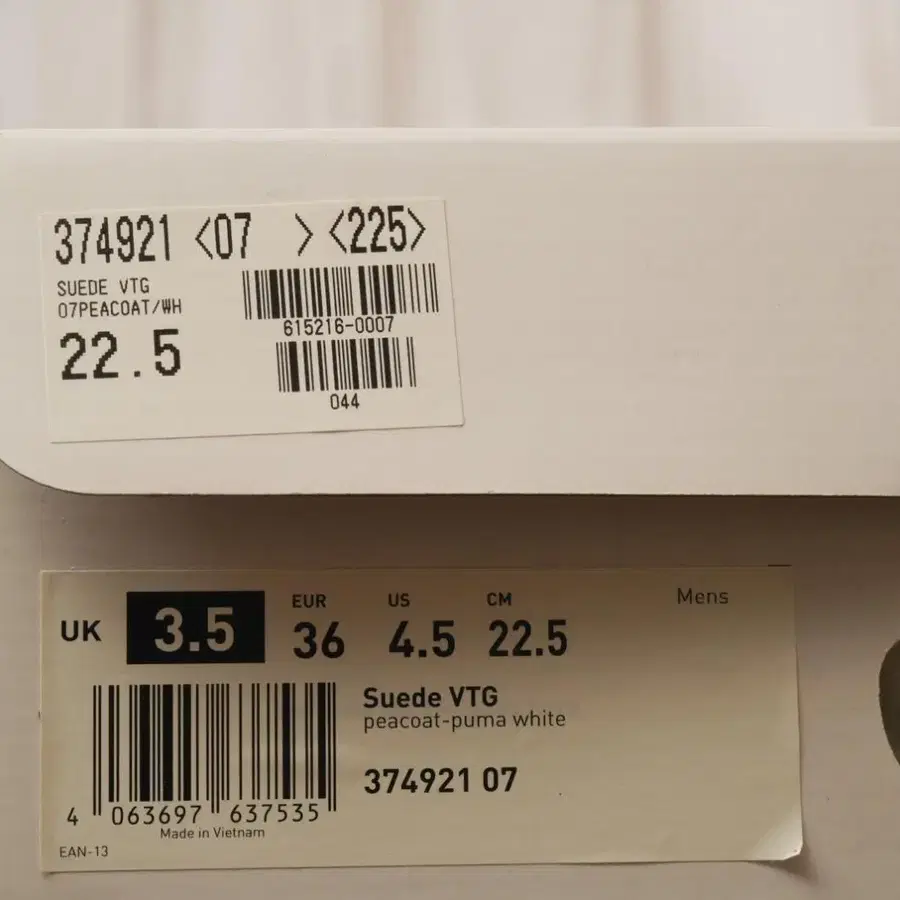 374921 <07 > <225>
SUEDE VTG
07PEACOAT/WH
22.5
615216-0007
044
UK 3.5
EUR 36
US 4.5
CM 22.5
Mens
Suede VTG
peacoat-puma white
374921 07
4 063697 637535
Made in Vietnam
EAN-13